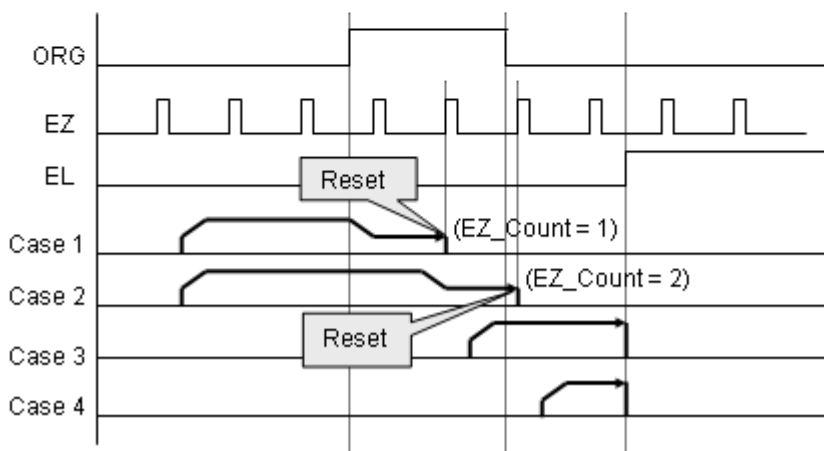 ORG
EZ
EL
Reset
Case 1
(EZ_Count = 1)
Case 2
(EZ_Count = 2)
Reset
Case 3
Case 4